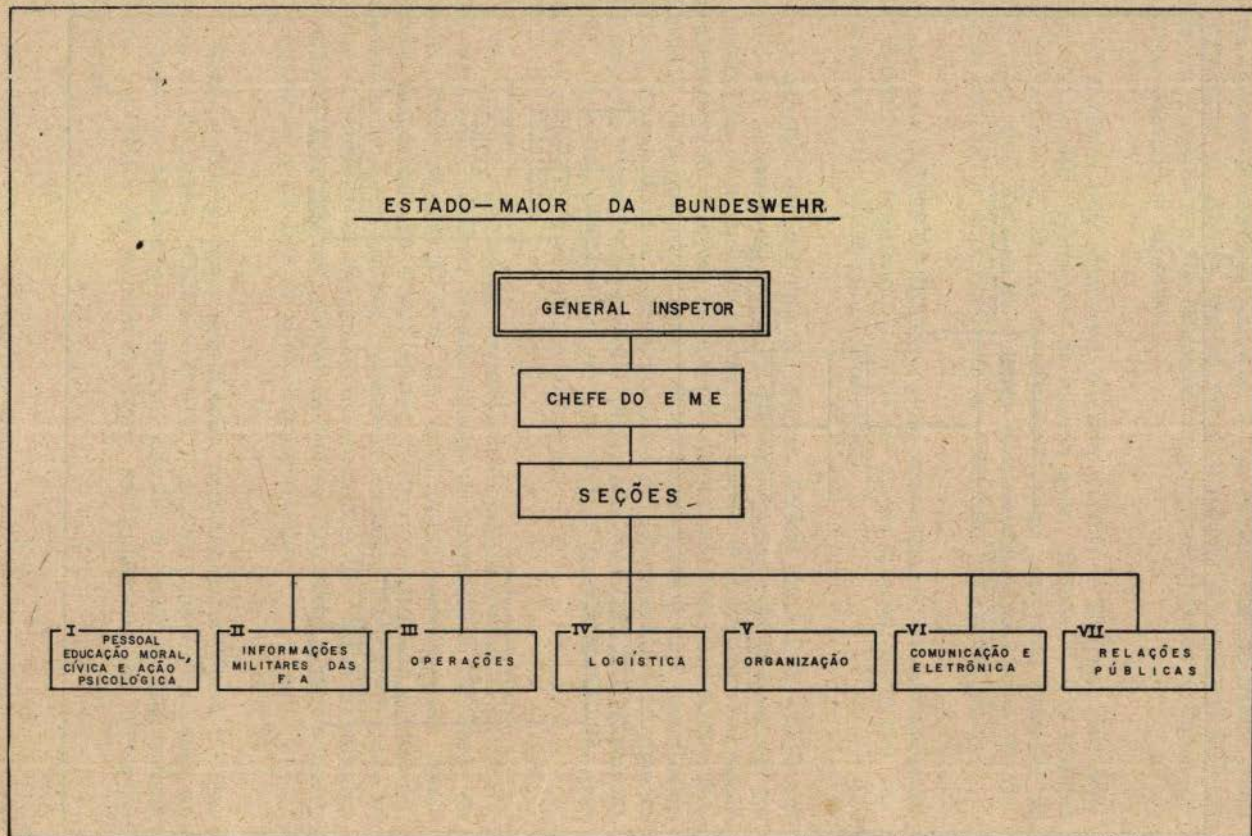 ESTADO—MAIOR DA BUNDESWEHR.
GENERAL INSPETOR
CHEFE DO E M E
SEÇÕES
I
PESSOAL
EDUCAÇÃO MORAL,
CÍVICA E AÇÃO
PSICOLÓGICA
II
INFORMAÇÕES
MILITARES DAS
F. A
III
OPERAÇÕES
IV
LOGÍSTICA
V
ORGANIZAÇÃO
VI
COMUNICAÇÃO E
ELETRÔNICA
VII
RELAÇÕES
PÚBLICAS